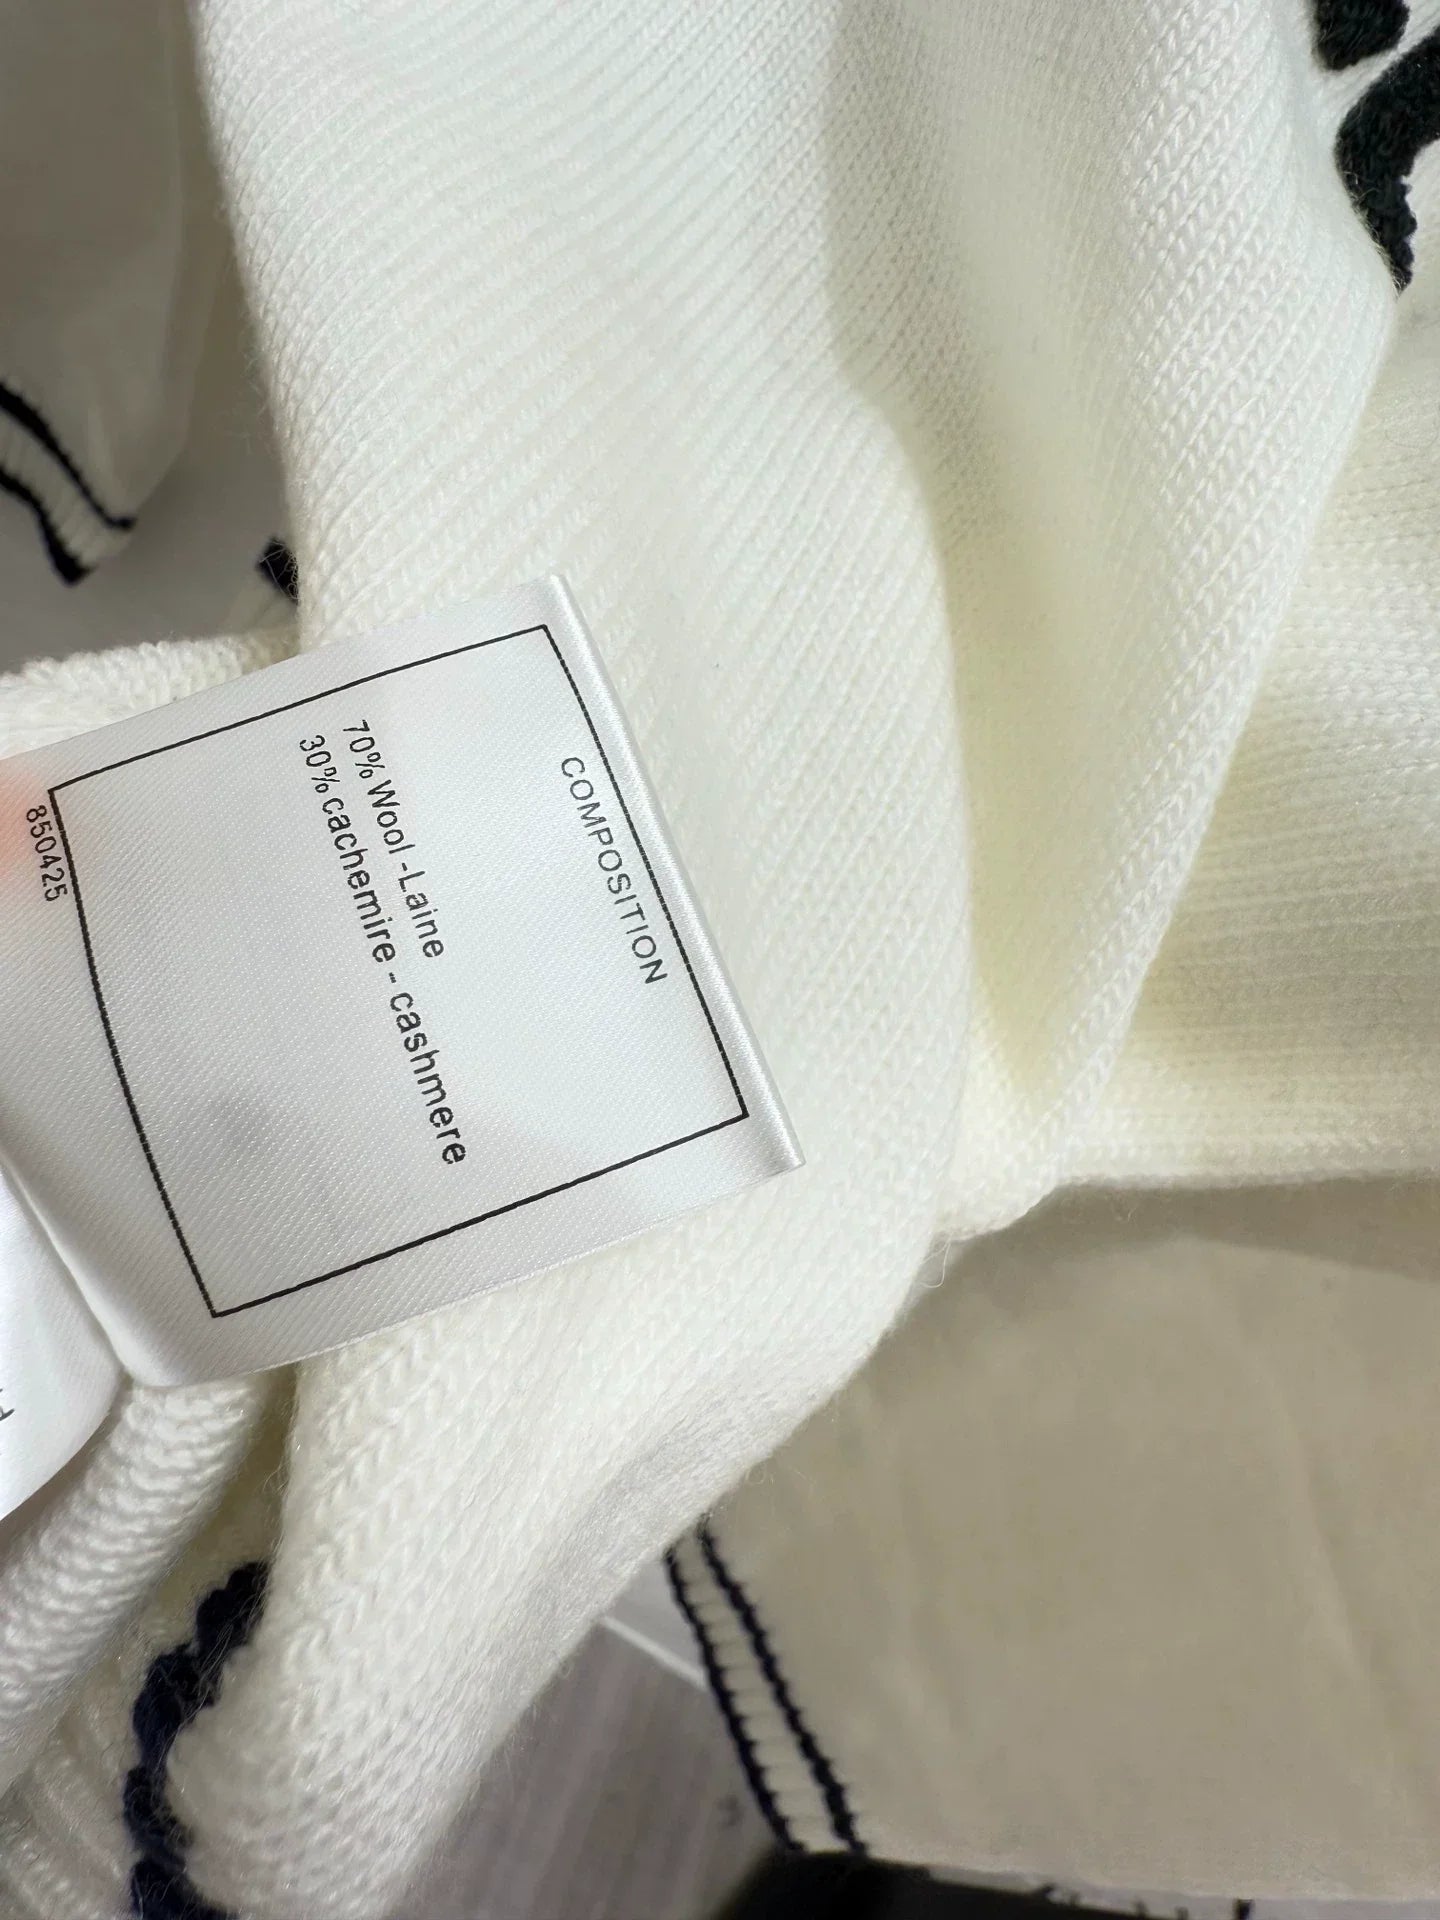 COMPOSITION
70% Wool - Laine
30% cachemire - cashmere
850425